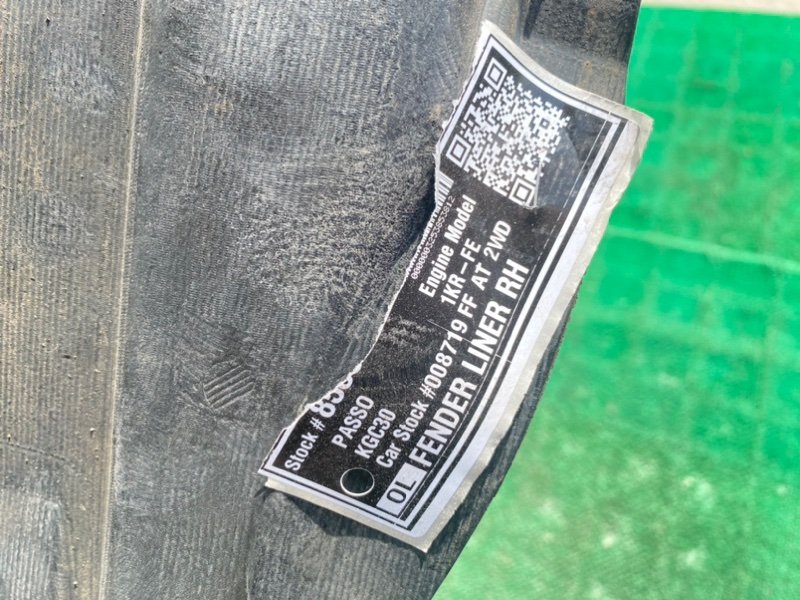 Stock #
PASSO
Engine Model
KGC30
1KR-FE
Car Stock #008719 FF AT 2WD
OL FENDER LINER RH